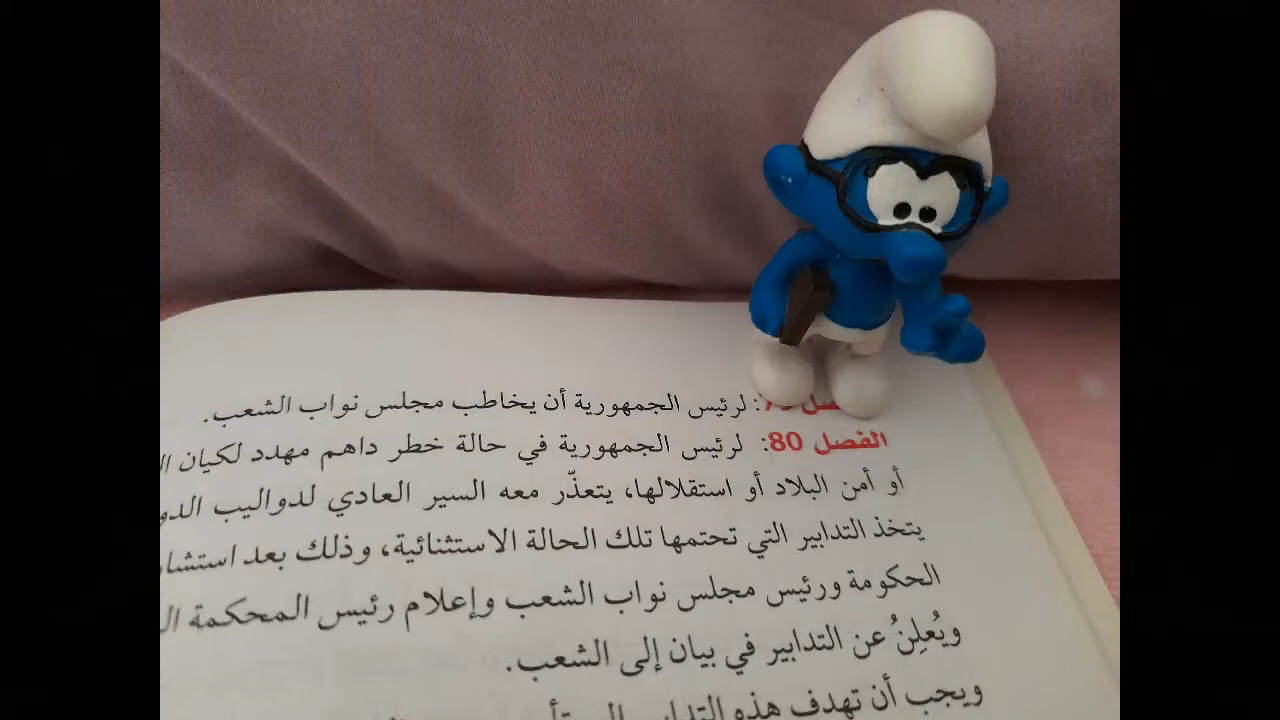 لرئيس الجمهورية أن يخاطب مجلس نواب الشعب.
الفصل 80: لرئيس الجمهورية في حالة خطر داهم مهدد لكيان
أو أمن البلاد أو استقلالها، يتعذّر معه السير العادي لدواليب
يتخذ التدابير التي تحتمها تلك الحالة الاستثنائية، وذلك بعد
الحكومة ورئيس مجلس نواب الشعب وإعلام رئيس المحكمة
ويُعلِنُ عن التدابير في بيان إلى الشعب.
ويجب أن تهدف هذه